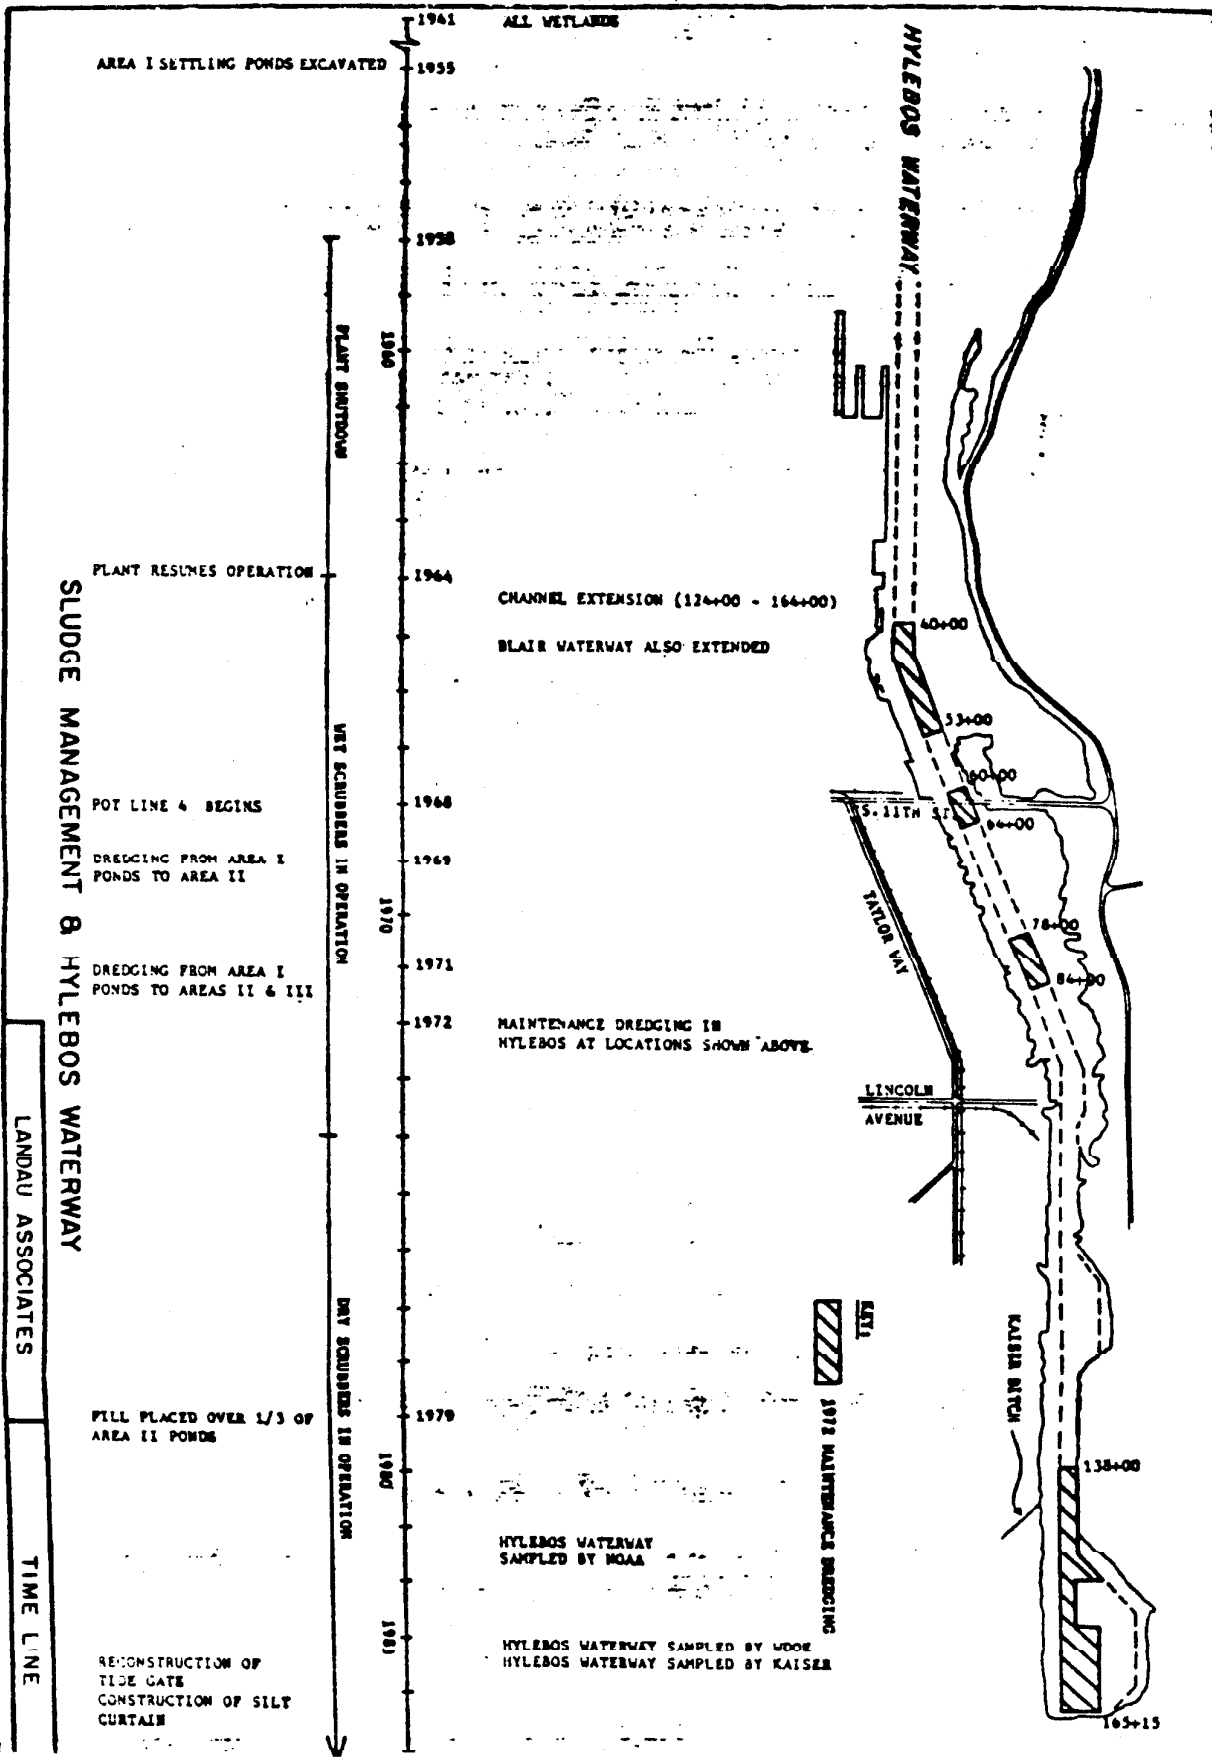 1941
ALL WETLANDS
AREA I SETTLING PONDS EXCAVATED
1955
HYLEBOS WATERWAY
1958
PLANT SHUTDOWN
1960
PLANT RESUMES OPERATION
1964
CHANNEL EXTENSION (124+00 - 164+00)
BLAIR WATERWAY ALSO EXTENDED
40+00
53+00
60+00
64+00
S. 11TH ST
WET SCRUBBERS IN OPERATION
POT LINE 4 BEGINS
1968
DREDGING FROM AREA I
PONDS TO AREA II
1969
1970
TAYLOR WAY
78+00
84+00
DREDGING FROM AREA I
PONDS TO AREAS II & III
1971
1972
MAINTENANCE DREDGING IN
HYLEBOS AT LOCATIONS SHOWN ABOVE
LINCOLN
AVENUE
KEY:
1972 MAINTENANCE DREDGING
KAISER DITCH
DRY SCRUBBERS IN OPERATION
FILL PLACED OVER 1/3 OF
AREA II PONDS
1979
1980
138+00
HYLEBOS WATERWAY
SAMPLED BY NOAA
HYLEBOS WATERWAY SAMPLED BY WDOE
HYLEBOS WATERWAY SAMPLED BY KAISER
RECONSTRUCTION OF
TIDE GATE
CONSTRUCTION OF SILT
CURTAIN
165+15
SLUDGE MANAGEMENT & HYLEBOS WATERWAY
LANDAU ASSOCIATES
TIME LINE